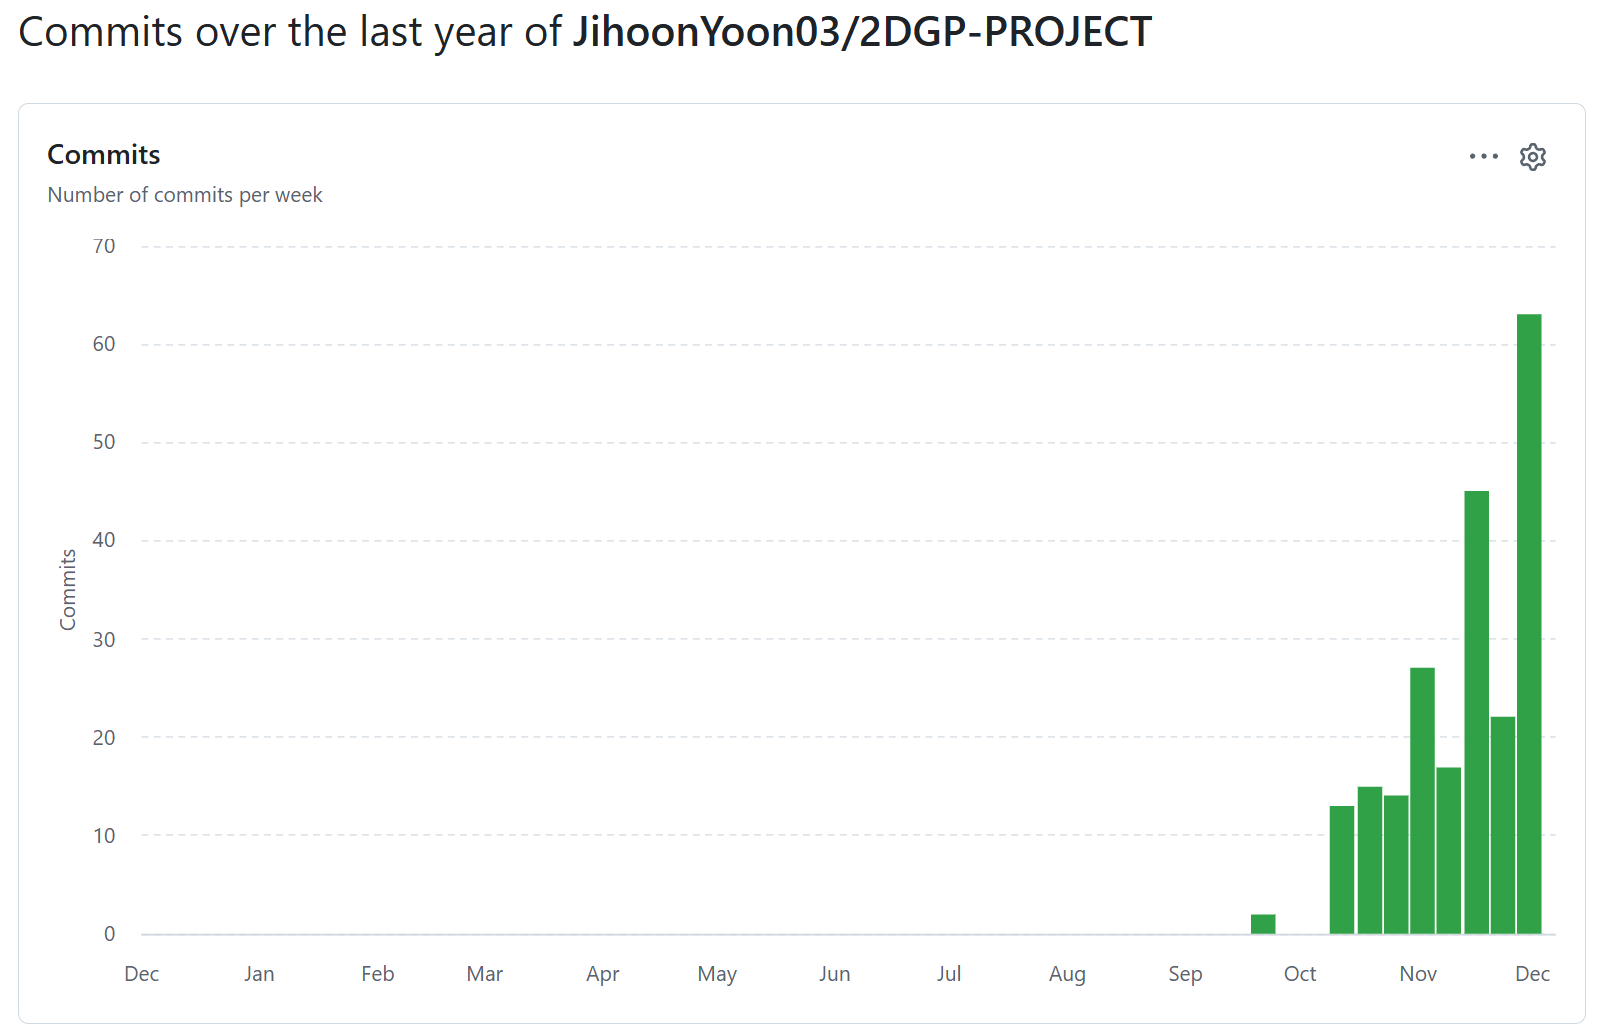 Commits over the last year of JihoonYoon03/2DGP-PROJECT
Commits
Number of commits per week
70
60
50
40
30
20
10
0
Commits
Dec Jan Feb Mar Apr May Jun Jul Aug Sep Oct Nov Dec